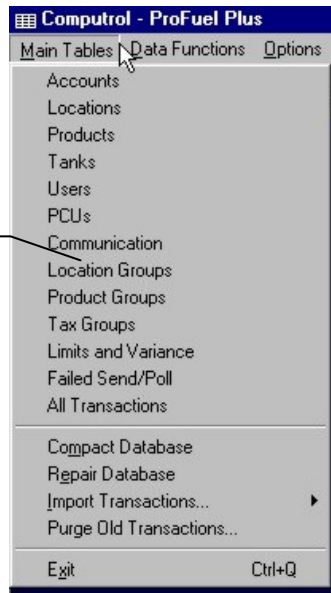 Computrol - ProFuel Plus
Main Tables Data Functions Options
Accounts
Locations
Products
Tanks
Users
PCUs
Communication
Location Groups
Product Groups
Tax Groups
Limits and Variance
Failed Send/Poll
All Transactions
Compact Database
Repair Database
Import Transactions...
Purge Old Transactions...
Exit Ctrl+Q